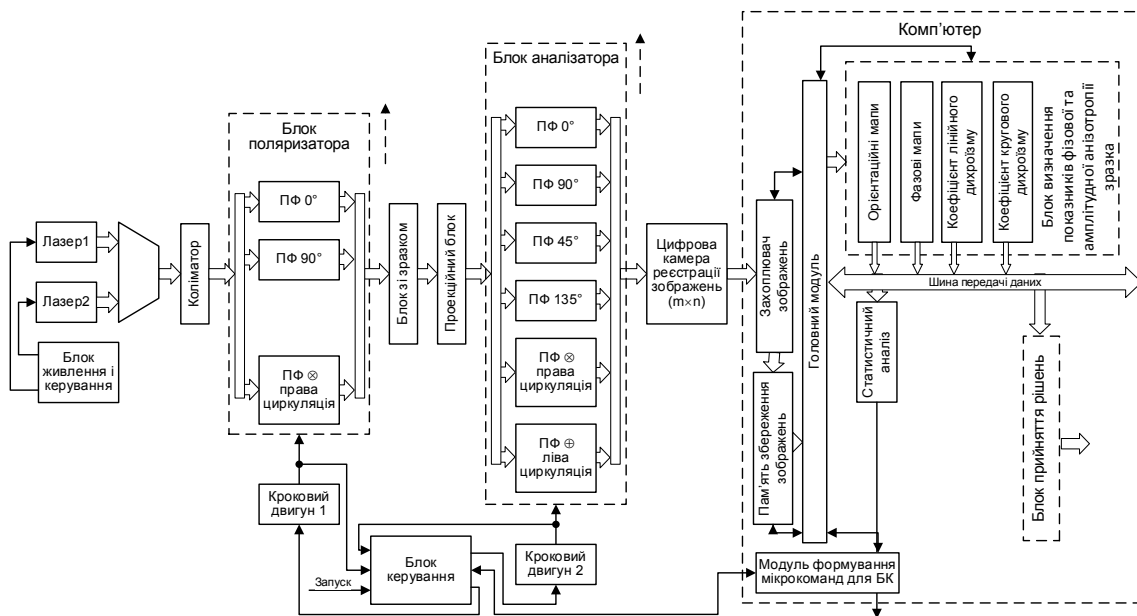 Лазер1
Лазер2
Блок
живлення і
керування
Коліматор
Блок
поляризатора
ПФ 0°
ПФ 90°
ПФ ⊗
права
циркуляція
Блок зі зразком
Проекційний блок
Блок аналізатора
ПФ 0°
ПФ 90°
ПФ 45°
ПФ 135°
ПФ ⊗
права
циркуляція
ПФ ⊕
ліва
циркуляція
Цифрова
камера
реєстрації
зображень
(m×n)
Кроковий
двигун 1
Запуск
Блок
керування
Кроковий
двигун 2
Комп'ютер
Захоплювач
зображень
Пам'ять збереження
зображень
Головний модуль
Орієнтаційні мапи
Фазові мапи
Коефіцієнт лінійного
дихроїзму
Коефіцієнт кругового
дихроїзму
Блок визначення
показників фізової та
амплітудної анізотропії
зразка
Шина передачі даних
Статистичний
аналіз
Блок прийняття рішень
Модуль формування
мікрокоманд для БК